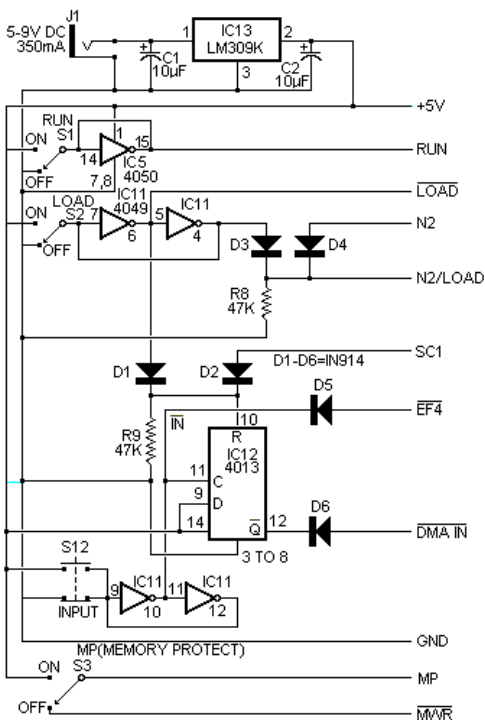 J1
5-9V DC
350mA
1
IC13
LM309K
2
3
C1
10µF
C2
10µF
+5V
RUN
ON
S1
OFF
14
1
15
IC5
4050
7,8
RUN
LOAD
LOAD
ON
S2
OFF
7
IC11
4049
6
5
IC11
4
N2
D3
D4
N2/LOAD
R8
47K
SC1
D1-D6=IN914
D1
D2
D5
EF4
IN
R9
47K
10
R
IC12
4013
11
C
9
D
14
Q
12
D6
DMA IN
3 TO 8
S12
INPUT
9
IC11
10
11
IC11
12
GND
MP(MEMORY PROTECT)
ON
S3
OFF
MP
MWR